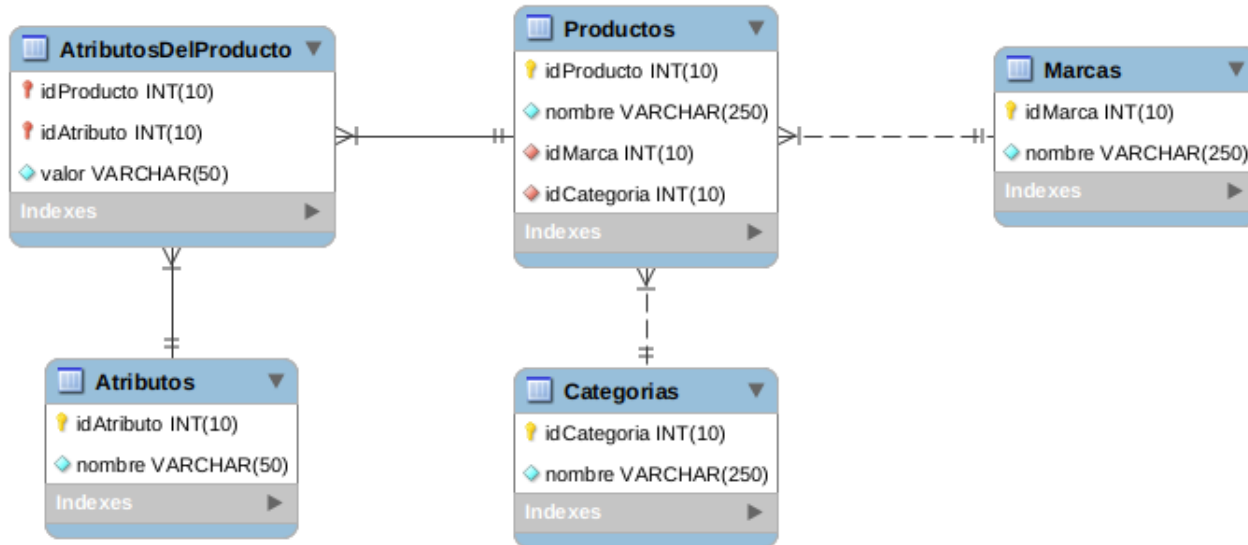 AtributosDelProducto
idProducto INT(10)
idAtributo INT(10)
valor VARCHAR(50)
Indexes
Productos
idProducto INT(10)
nombre VARCHAR(250)
idMarca INT(10)
idCategoria INT(10)
Indexes
Marcas
idMarca INT(10)
nombre VARCHAR(250)
Indexes
Atributos
idAtributo INT(10)
nombre VARCHAR(50)
Indexes
Categorias
idCategoria INT(10)
nombre VARCHAR(250)
Indexes